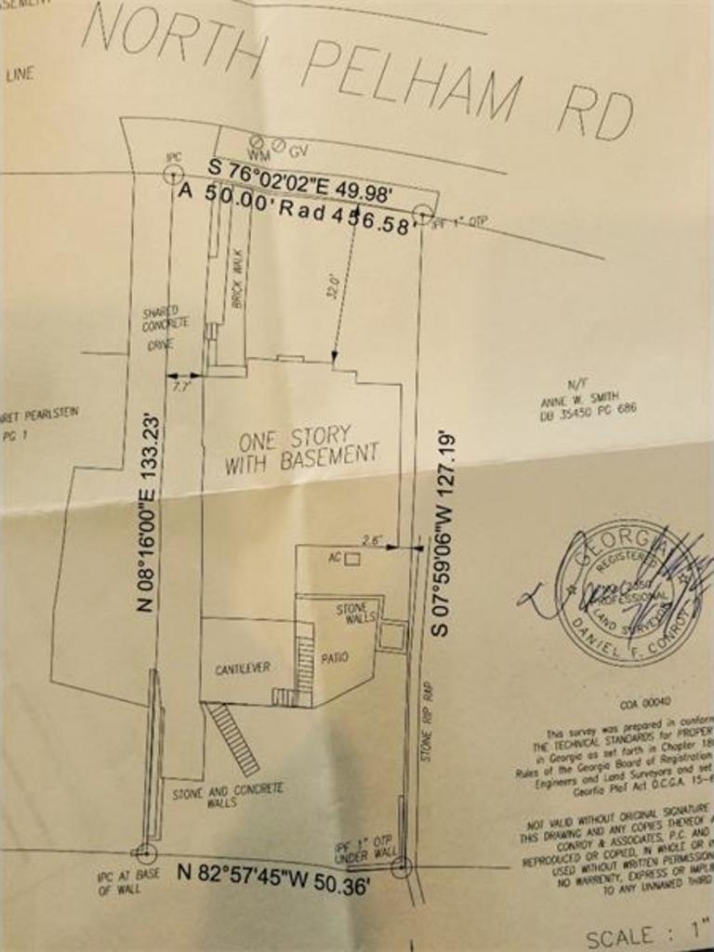 LINE
NORTH PELHAM RD
WM GV
IPC
S 76°02'02"E 49.98'
A 50.00' Rad 456.58'
IPF 1" OTP
BRICK WALK
32.0'
SHARED
CONCRETE
DRIVE
7.7'
N/F
ANNE W. SMITH
DB 35450 PG 686
PEARLSTEIN
PG 1
ONE STORY
WITH BASEMENT
N 08°16'00"E 133.23'
S 07°59'06"W 127.19'
2.6'
AC
STONE
WALLS
CANTILEVER
PATIO
STONE RIP RAP
GEORGIA
REGISTERED
PROFESSIONAL
LAND SURVEYOR
DANIEL F. CONROY
COA 00040
This survey was prepared in conform
THE TECHNICAL STANDARDS for PROPER
in Georgia as set forth in Chapter 18
Rules of the Georgia Board of Registration
Engineers and Land Surveyors and set
Georfia Plat Act O.C.G.A. 15-6
STONE AND CONCRETE
WALLS
NOT VALID WITHOUT ORIGINAL SIGNATURE
THIS DRAWING AND ANY COPIES THEREOF A
CONROY & ASSOCIATES, P.C. AND
REPRODUCED OR COPIED, IN WHOLE OR I
USED WITHOUT WRITTEN PERMISSION
NO WARRENTY, EXPRESS OR IMPLI
TO ANY UNNAMED THIRD
IPF 1" OTP
UNDER WALL
IPC AT BASE
OF WALL
N 82°57'45"W 50.36'
SCALE : 1"